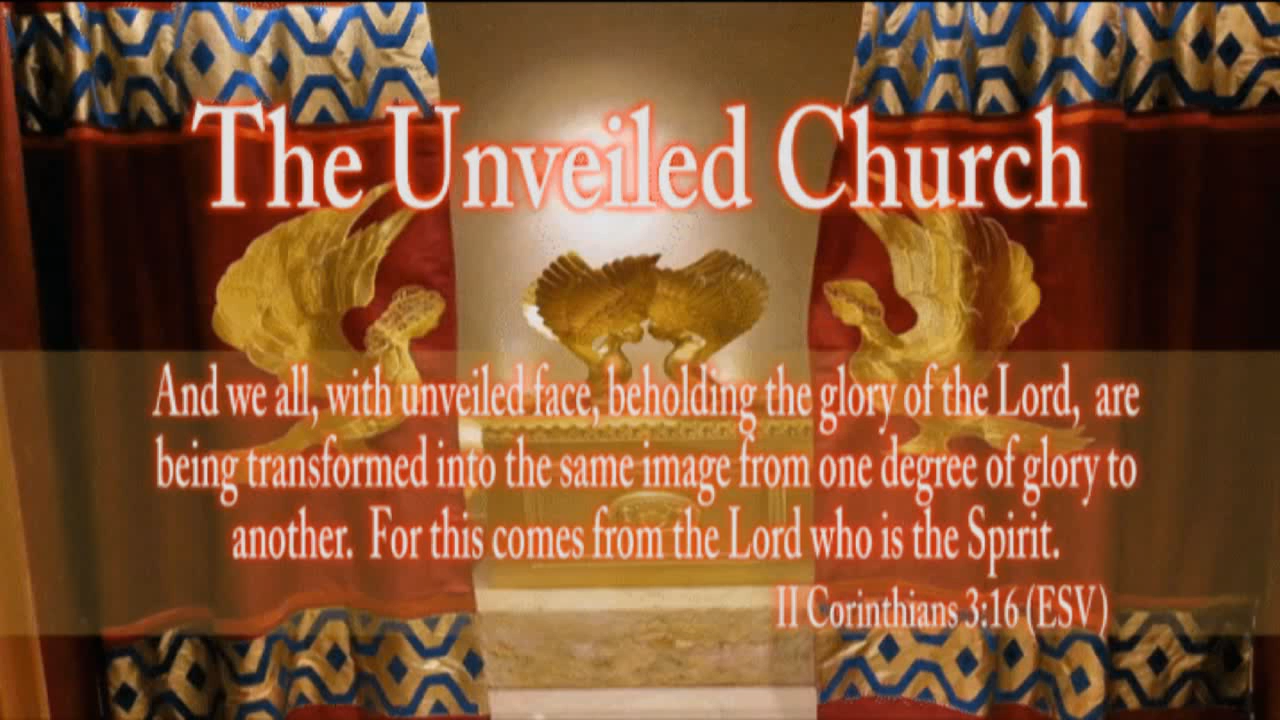 The Unveiled Church
And we all, with unveiled face, beholding the glory of the Lord,  are
being transformed into the same image from one degree of glory to
another.  For this comes from the Lord who is the Spirit.
II Corinthians 3:16 (ESV)